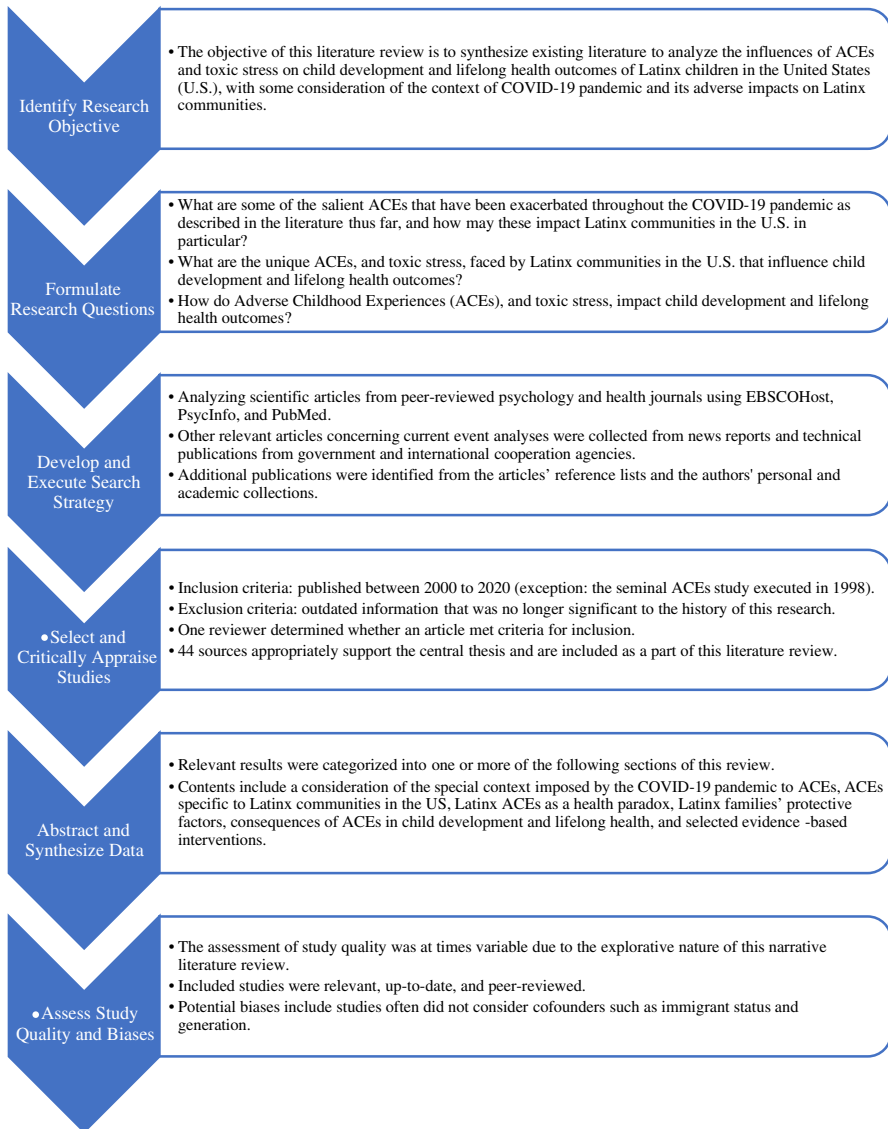 Identify Research
Objective
• The objective of this literature review is to synthesize existing literature to analyze the influences of ACEs
and toxic stress on child development and lifelong health outcomes of Latinx children in the United States
(U.S.), with some consideration of the context of COVID-19 pandemic and its adverse impacts on Latinx
communities.
Formulate
Research Questions
• What are some of the salient ACEs that have been exacerbated throughout the COVID-19 pandemic as
described in the literature thus far, and how may these impact Latinx communities in the U.S. in
particular?
• What are the unique ACEs, and toxic stress, faced by Latinx communities in the U.S. that influence child
development and lifelong health outcomes?
• How do Adverse Childhood Experiences (ACEs), and toxic stress, impact child development and lifelong
health outcomes?
Develop and
Execute Search
Strategy
• Analyzing scientific articles from peer-reviewed psychology and health journals using EBSCOHost,
PsycInfo, and PubMed.
• Other relevant articles concerning current event analyses were collected from news reports and technical
publications from government and international cooperation agencies.
• Additional publications were identified from the articles’ reference lists and the authors' personal and
academic collections.
•Select and
Critically Appraise
Studies
• Inclusion criteria: published between 2000 to 2020 (exception: the seminal ACEs study executed in 1998).
• Exclusion criteria: outdated information that was no longer significant to the history of this research.
• One reviewer determined whether an article met criteria for inclusion.
• 44 sources appropriately support the central thesis and are included as a part of this literature review.
Abstract and
Synthesize Data
• Relevant results were categorized into one or more of the following sections of this review.
• Contents include a consideration of the special context imposed by the COVID-19 pandemic to ACEs, ACEs
specific to Latinx communities in the US, Latinx ACEs as a health paradox, Latinx families’ protective
factors, consequences of ACEs in child development and lifelong health, and selected evidence -based
interventions.
•Assess Study
Quality and Biases
• The assessment of study quality was at times variable due to the explorative nature of this narrative
literature review.
• Included studies were relevant, up-to-date, and peer-reviewed.
• Potential biases include studies often did not consider cofounders such as immigrant status and
generation.